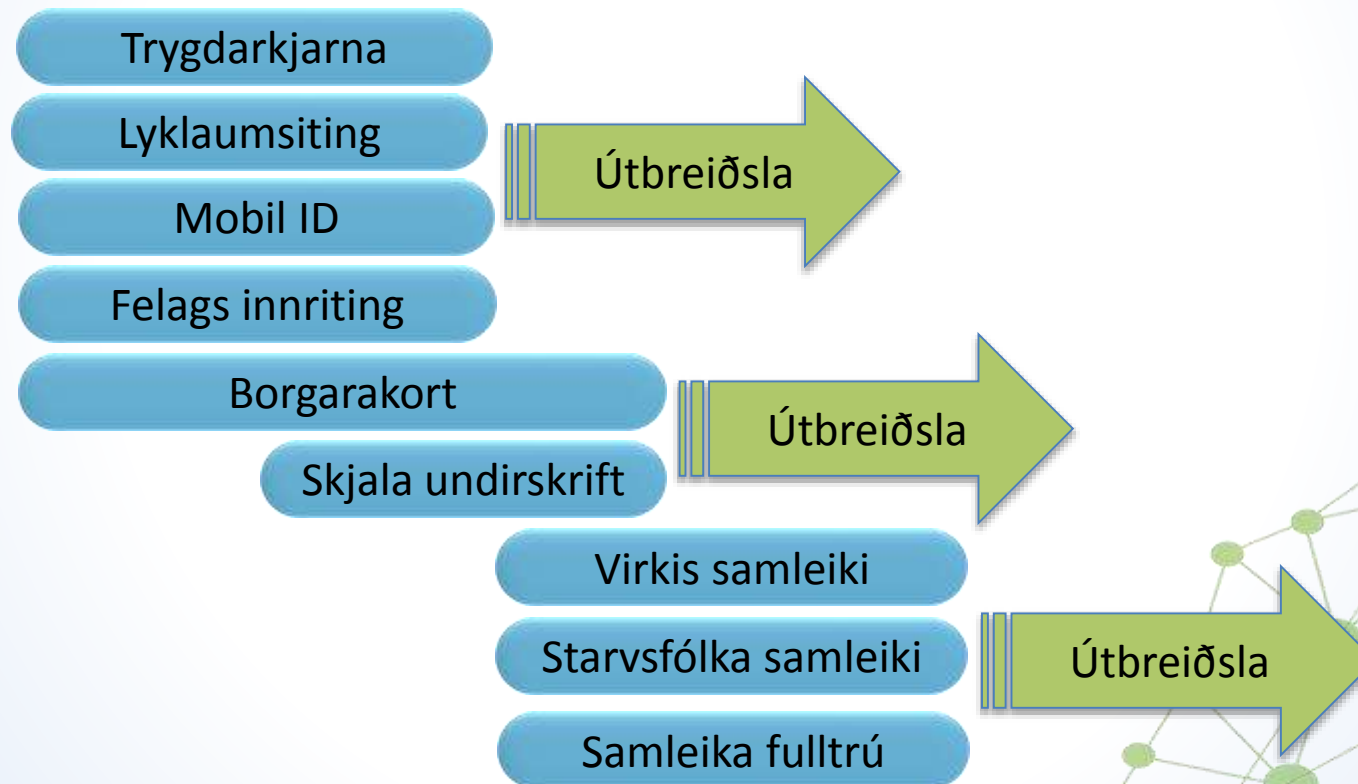 Trygdarkjarna
Lyklaumsiting
Útbreiðsla
Mobil ID
Felags innriting
Borgarakort
Útbreiðsla
Skjala undirskrift
Virkis samleiki
Starvsfólka samleiki
Útbreiðsla
Samleika fulltrú